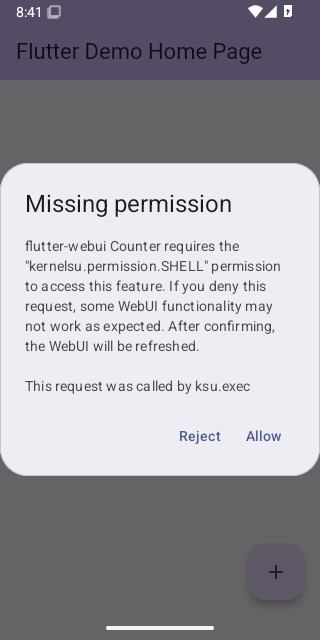 8:41
Flutter Demo Home Page
Missing permission
flutter-webui Counter requires the
"kernelsu.permission.SHELL" permission
to access this feature. If you deny this
request, some WebUI functionality may
not work as expected. After confirming,
the WebUI will be refreshed.
This request was called by ksu.exec
Reject Allow
+